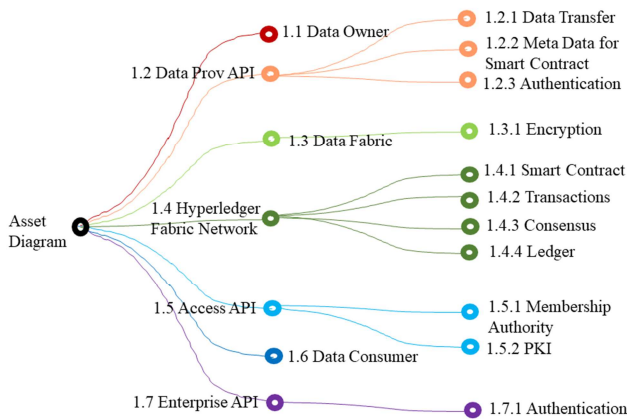 Asset
Diagram
1.1 Data Owner
1.2 Data Prov API
1.2.1 Data Transfer
1.2.2 Meta Data for
Smart Contract
1.2.3 Authentication
1.3 Data Fabric
1.3.1 Encryption
1.4 Hyperledger
Fabric Network
1.4.1 Smart Contract
1.4.2 Transactions
1.4.3 Consensus
1.4.4 Ledger
1.5 Access API
1.5.1 Membership
Authority
1.5.2 PKI
1.6 Data Consumer
1.7 Enterprise API
1.7.1 Authentication